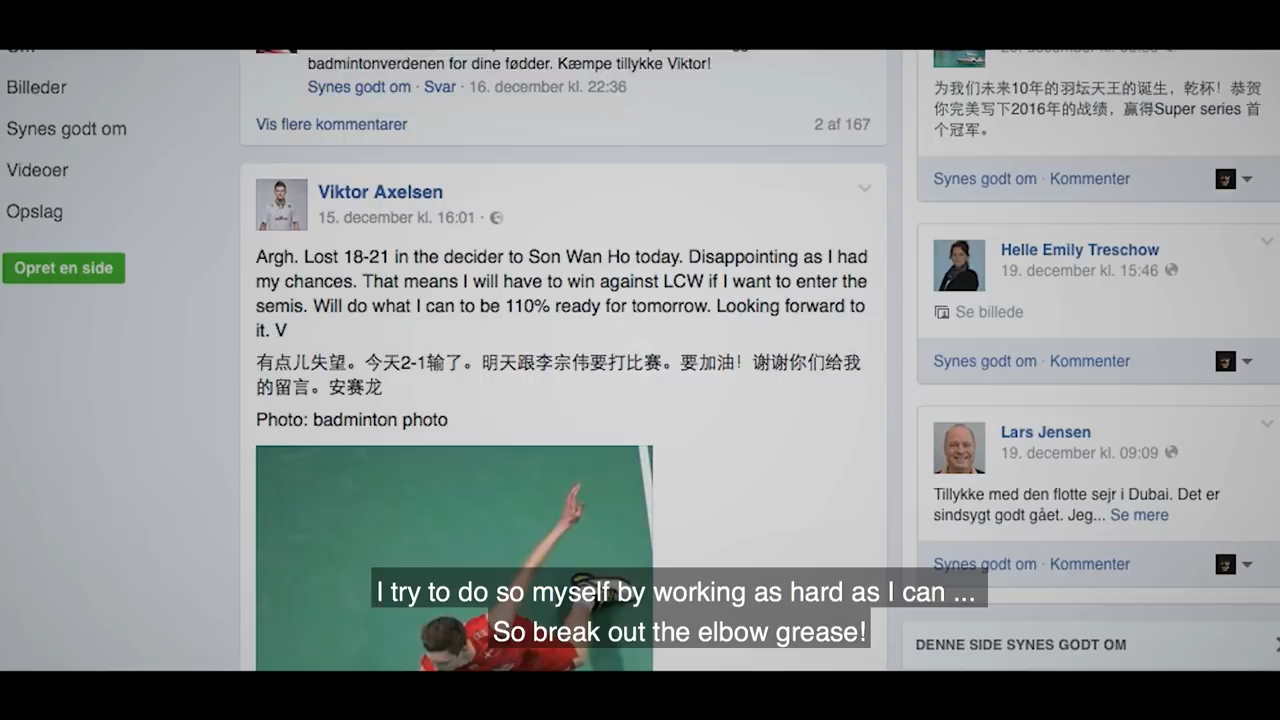 Billeder
Synes godt om
Videoer
Opslag
Opret en side
badmintonverdenen for dine fødder. Kæmpe tillykke Viktor!
Synes godt om · Svar · 16. december kl. 22:36
Vis flere kommentarer
2 af 167
Viktor Axelsen
15. december kl. 16:01 ·
Argh. Lost 18-21 in the decider to Son Wan Ho today. Disappointing as I had
my chances. That means I will have to win against LCW if I want to enter the
semis. Will do what I can to be 110% ready for tomorrow. Looking forward to
it. V
有点儿失望。今天2-1输了。明天跟李宗伟要打比赛。要加油！谢谢你们给我
的留言。安赛龙
Photo: badminton photo
为我们未来10年的羽坛天王的诞生，乾杯！恭贺
你完美写下2016年的战绩，赢得Super series 首
个冠军。
Synes godt om · Kommenter
Helle Emily Treschow
19. december kl. 15:46
Se billede
Synes godt om · Kommenter
Lars Jensen
19. december kl. 09:09
Tillykke med den flotte sejr i Dubai. Det er
sindsygt godt gået. Jeg... Se mere
Synes godt om · Kommenter
DENNE SIDE SYNES GODT OM
I try to do so myself by working as hard as I can ...
So break out the elbow grease!